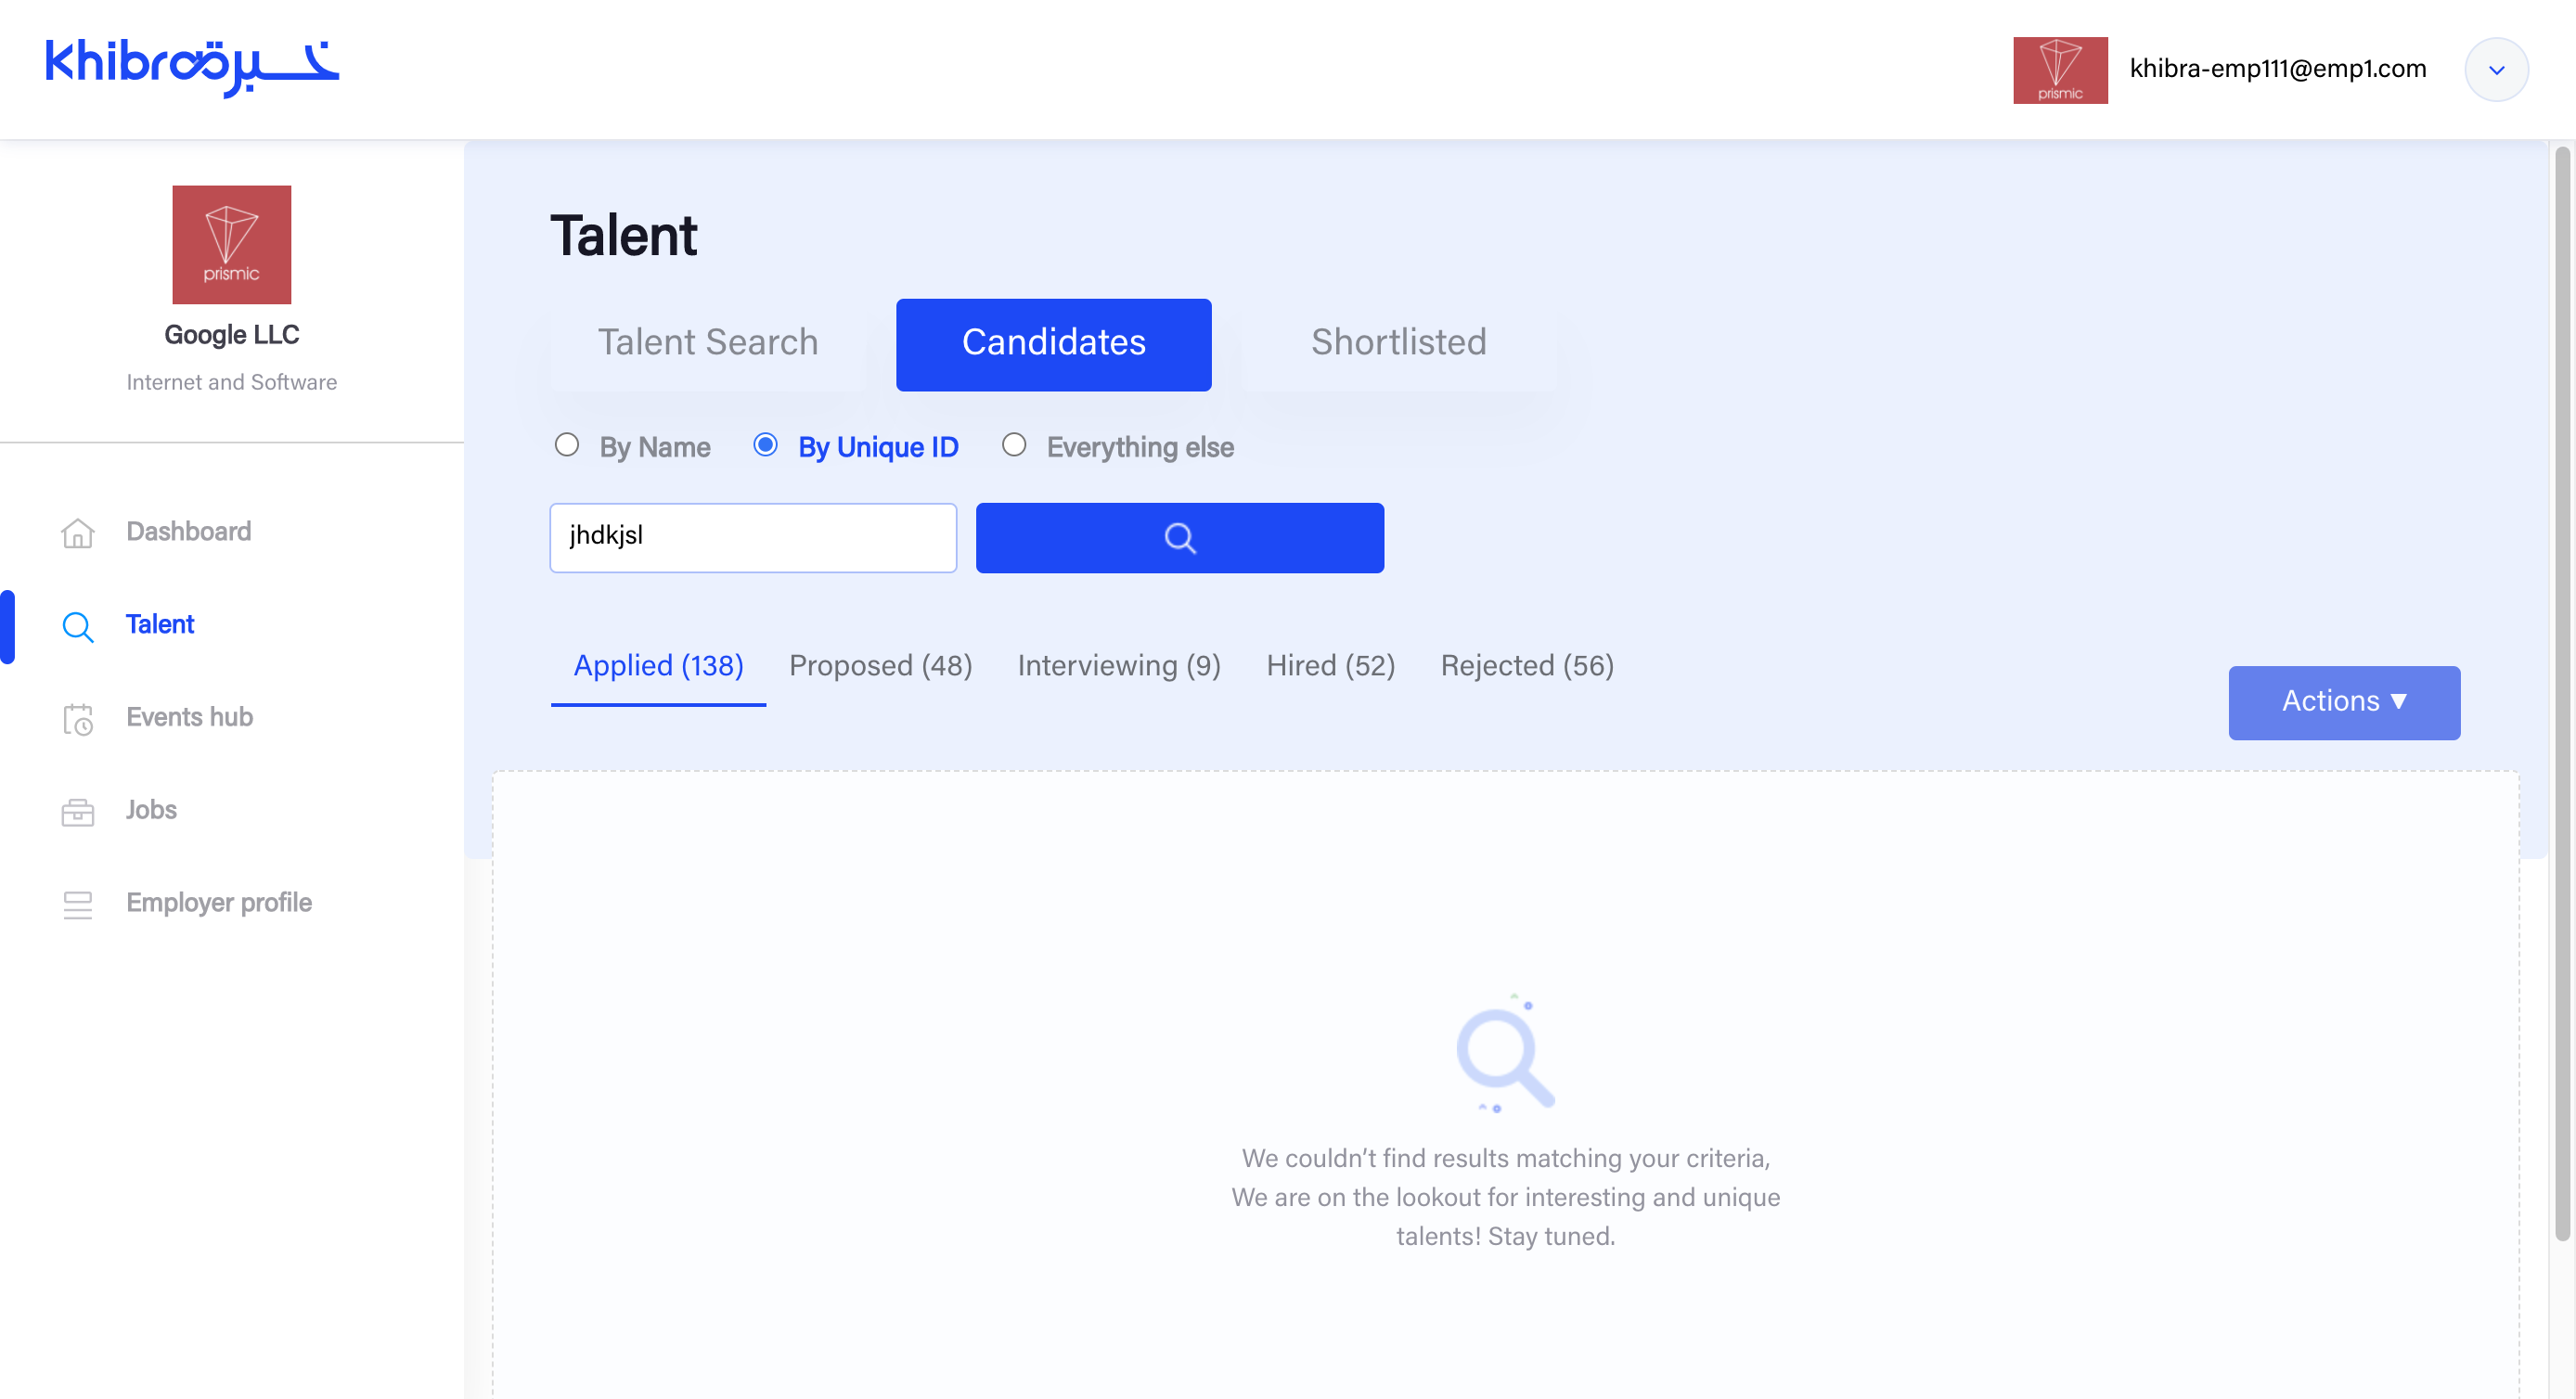 khibra خبرة
prismic
khibra-emp111@emp1.com
prismic
Google LLC
Internet and Software
Dashboard
Talent
Events hub
Jobs
Employer profile
Talent
Talent Search
Candidates
Shortlisted
By Name
By Unique ID
Everything else
jhdkjsl
Applied (138)
Proposed (48)
Interviewing (9)
Hired (52)
Rejected (56)
Actions ▼
We couldn’t find results matching your criteria,
We are on the lookout for interesting and unique
talents! Stay tuned.